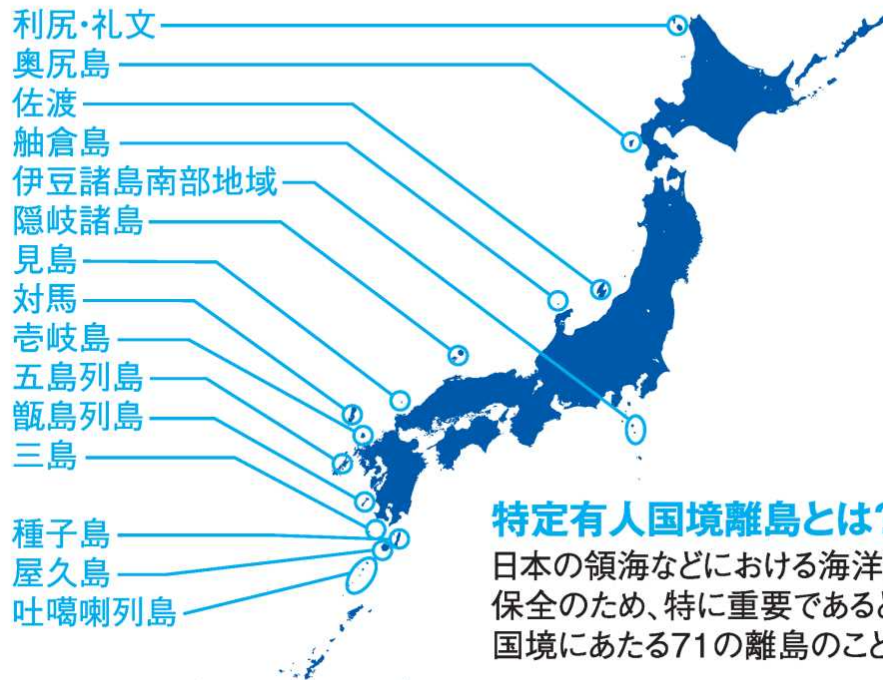 利尻・礼文
奥尻島
佐渡
舳倉島
伊豆諸島南部地域
隠岐諸島
見島
対馬
壱岐島
五島列島
甑島列島
三島
種子島
屋久島
吐噶喇列島
特定有人国境離島とは?
日本の領海などにおける海洋
保全のため、特に重要であると
国境にあたる71の離島のこと